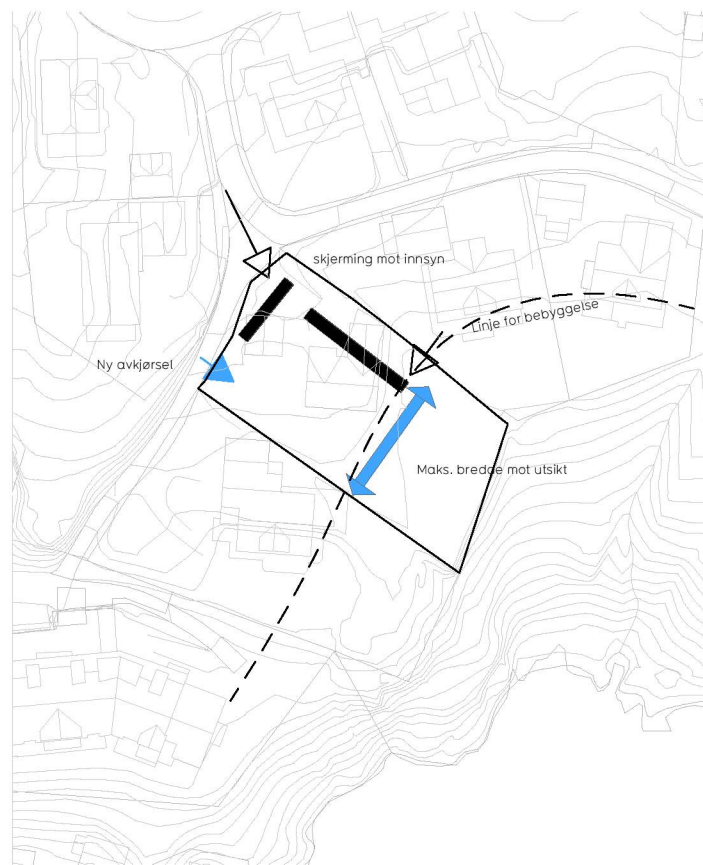 skjerming mot innsyn
Linje for bebyggelse
Ny avkjørsel
Maks. bredde mot utsikt